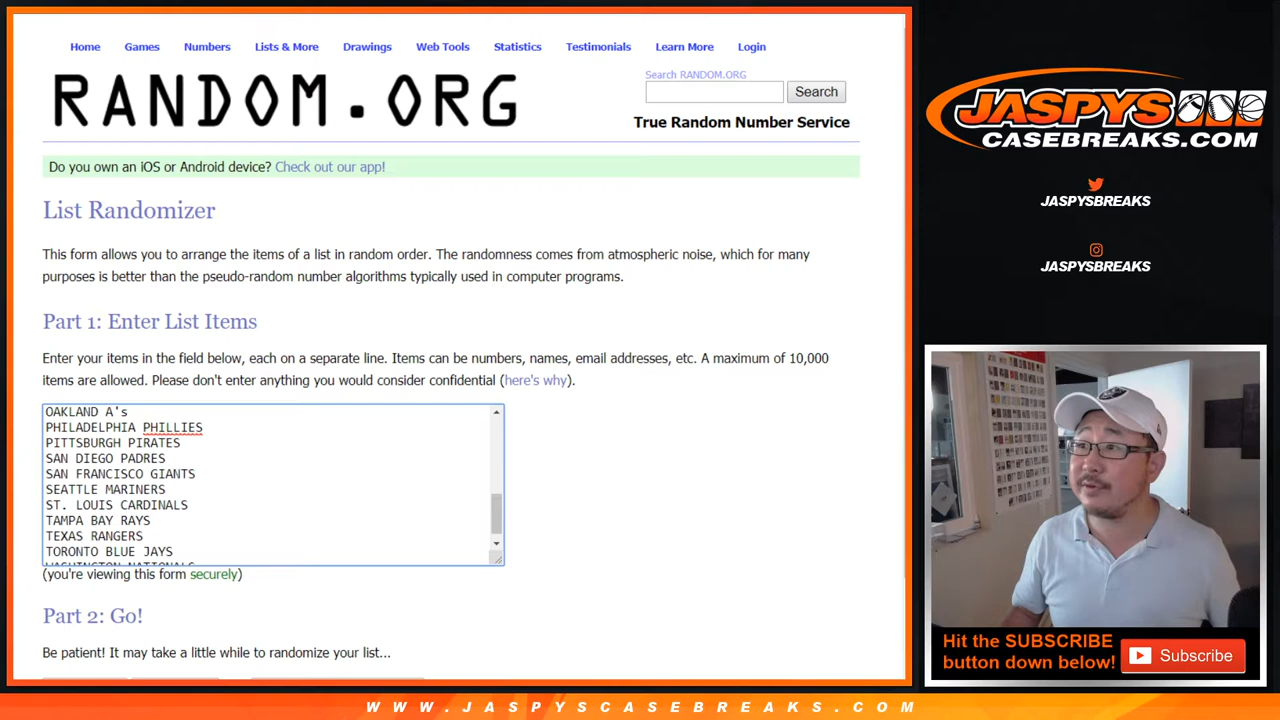 Home Games Numbers Lists & More Drawings Web Tools Statistics Testimonials Learn More Login
RANDOM.ORG
Search RANDOM.ORG
Search
True Random Number Service
Do you own an iOS or Android device? Check out our app!
List Randomizer
This form allows you to arrange the items of a list in random order. The randomness comes from atmospheric noise, which for many
purposes is better than the pseudo-random number algorithms typically used in computer programs.
Part 1: Enter List Items
Enter your items in the field below, each on a separate line. Items can be numbers, names, email addresses, etc. A maximum of 10,000
items are allowed. Please don't enter anything you would consider confidential (here's why).
OAKLAND A's
PHILADELPHIA PHILLIES
PITTSBURGH PIRATES
SAN DIEGO PADRES
SAN FRANCISCO GIANTS
SEATTLE MARINERS
ST. LOUIS CARDINALS
TAMPA BAY RAYS
TEXAS RANGERS
TORONTO BLUE JAYS
WASHINGTON NATIONALS
(you're viewing this form securely)
Part 2: Go!
Be patient! It may take a little while to randomize your list...
JASPYS
CASEBREAKS.COM
JASPYSBREAKS
JASPYSBREAKS
Hit the SUBSCRIBE
button down below!
Subscribe
WWW.JASPYSCASEBREAKS.COM